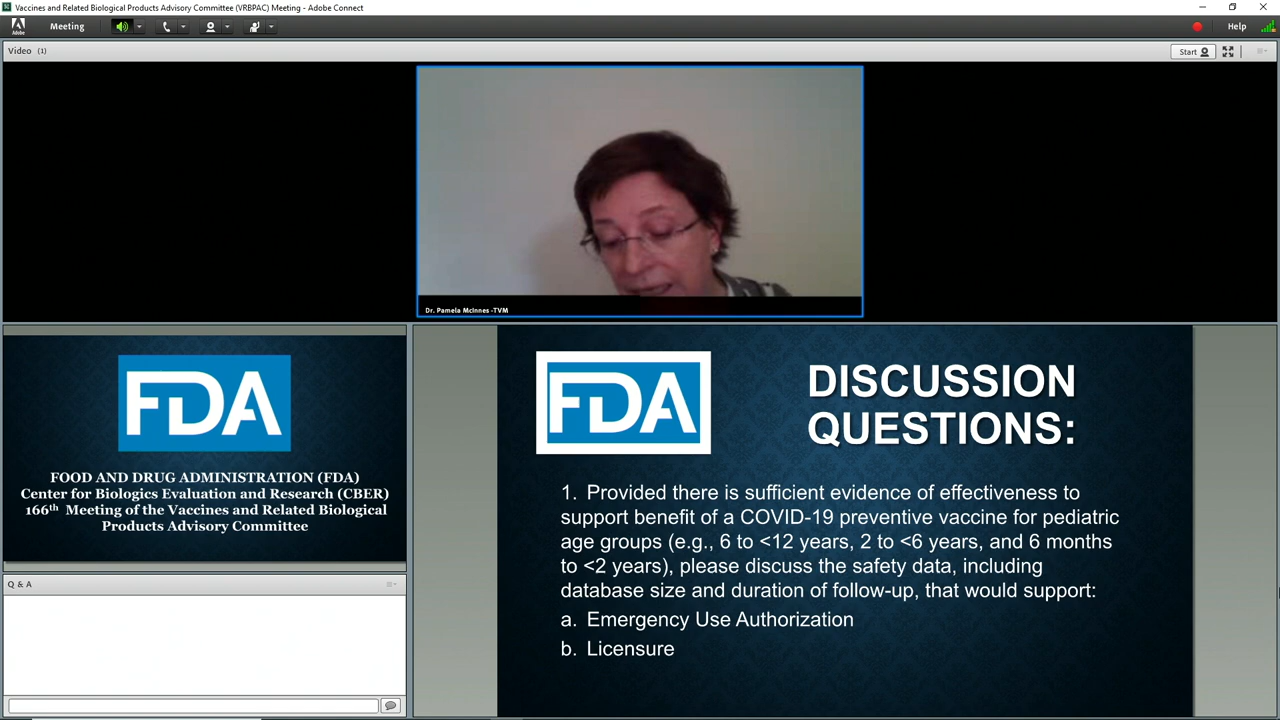 Vaccines and Related Biological Products Advisory Committee (VRBPAC) Meeting - Adobe Connect
Adobe
Meeting
Help
Video (1)
Start
Dr. Pamela McInnes -TVM
FDA
FOOD AND DRUG ADMINISTRATION (FDA)
Center for Biologics Evaluation and Research (CBER)
166th Meeting of the Vaccines and Related Biological
Products Advisory Committee
Q & A
FDA
DISCUSSION
QUESTIONS:
1. Provided there is sufficient evidence of effectiveness to
support benefit of a COVID-19 preventive vaccine for pediatric
age groups (e.g., 6 to <12 years, 2 to <6 years, and 6 months
to <2 years), please discuss the safety data, including
database size and duration of follow-up, that would support:
a. Emergency Use Authorization
b. Licensure